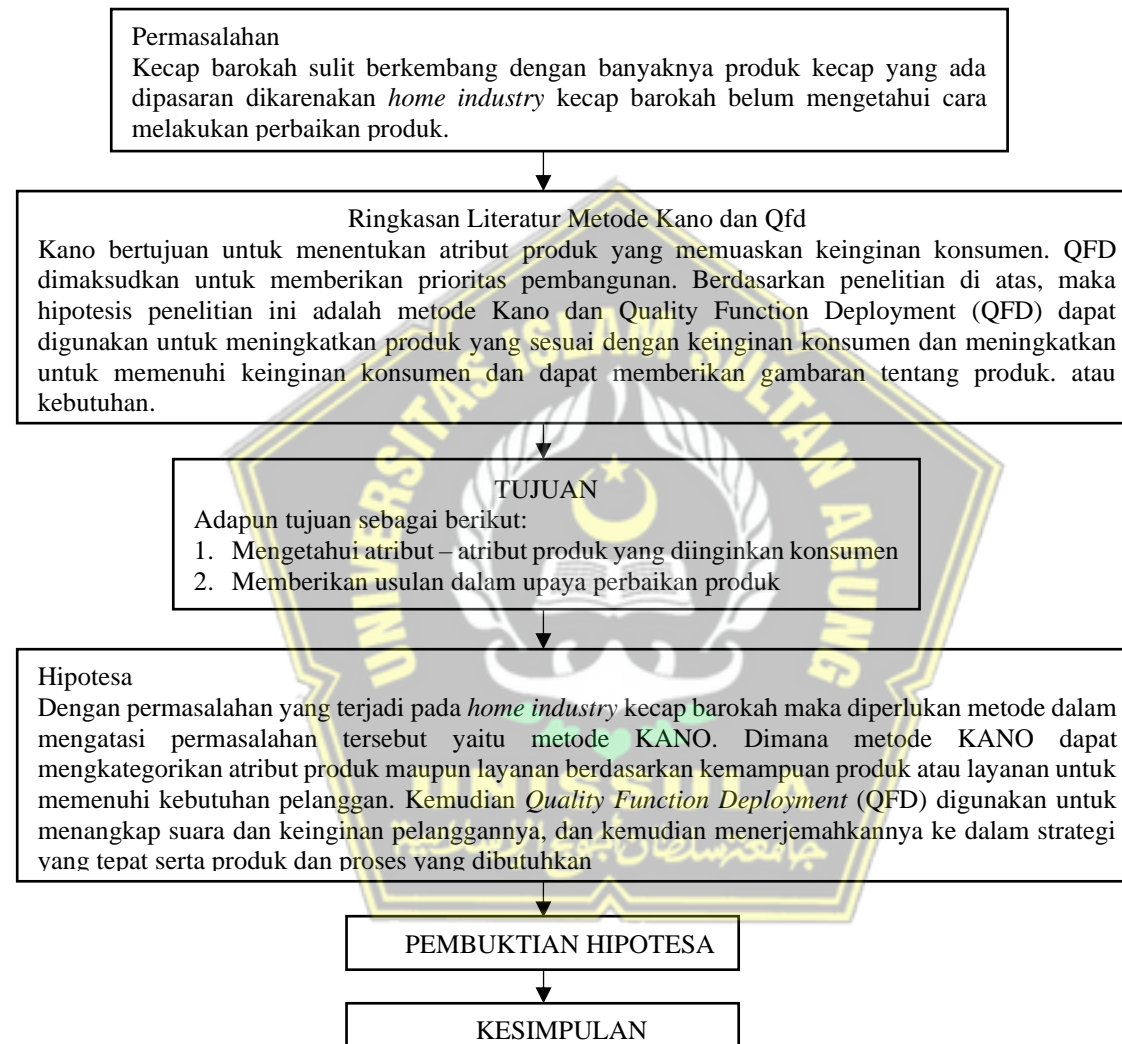 Permasalahan
Kecap barokah sulit berkembang dengan banyaknya produk kecap yang ada
dipasaran dikarenakan home industry kecap barokah belum mengetahui cara
melakukan perbaikan produk.
Ringkasan Literatur Metode Kano dan Qfd
Kano bertujuan untuk menentukan atribut produk yang memuaskan keinginan konsumen. QFD
dimaksudkan untuk memberikan prioritas pembangunan. Berdasarkan penelitian di atas, maka
hipotesis penelitian ini adalah metode Kano dan Quality Function Deployment (QFD) dapat
digunakan untuk meningkatkan produk yang sesuai dengan keinginan konsumen dan meningkatkan
untuk memenuhi keinginan konsumen dan dapat memberikan gambaran tentang produk. atau
kebutuhan.
TUJUAN
Adapun tujuan sebagai berikut:
1. Mengetahui atribut – atribut produk yang diinginkan konsumen
2. Memberikan usulan dalam upaya perbaikan produk
Hipotesa
Dengan permasalahan yang terjadi pada home industry kecap barokah maka diperlukan metode dalam
mengatasi permasalahan tersebut yaitu metode KANO. Dimana metode KANO dapat
mengkategorikan atribut produk maupun layanan berdasarkan kemampuan produk atau layanan untuk
memenuhi kebutuhan pelanggan. Kemudian Quality Function Deployment (QFD) digunakan untuk
menangkap suara dan keinginan pelanggannya, dan kemudian menerjemahkannya ke dalam strategi
yang tepat serta produk dan proses yang dibutuhkan
PEMBUKTIAN HIPOTESA
KESIMPULAN
UNIVERSITAS ISLAM SULTAN AGUNG
UNISSULA